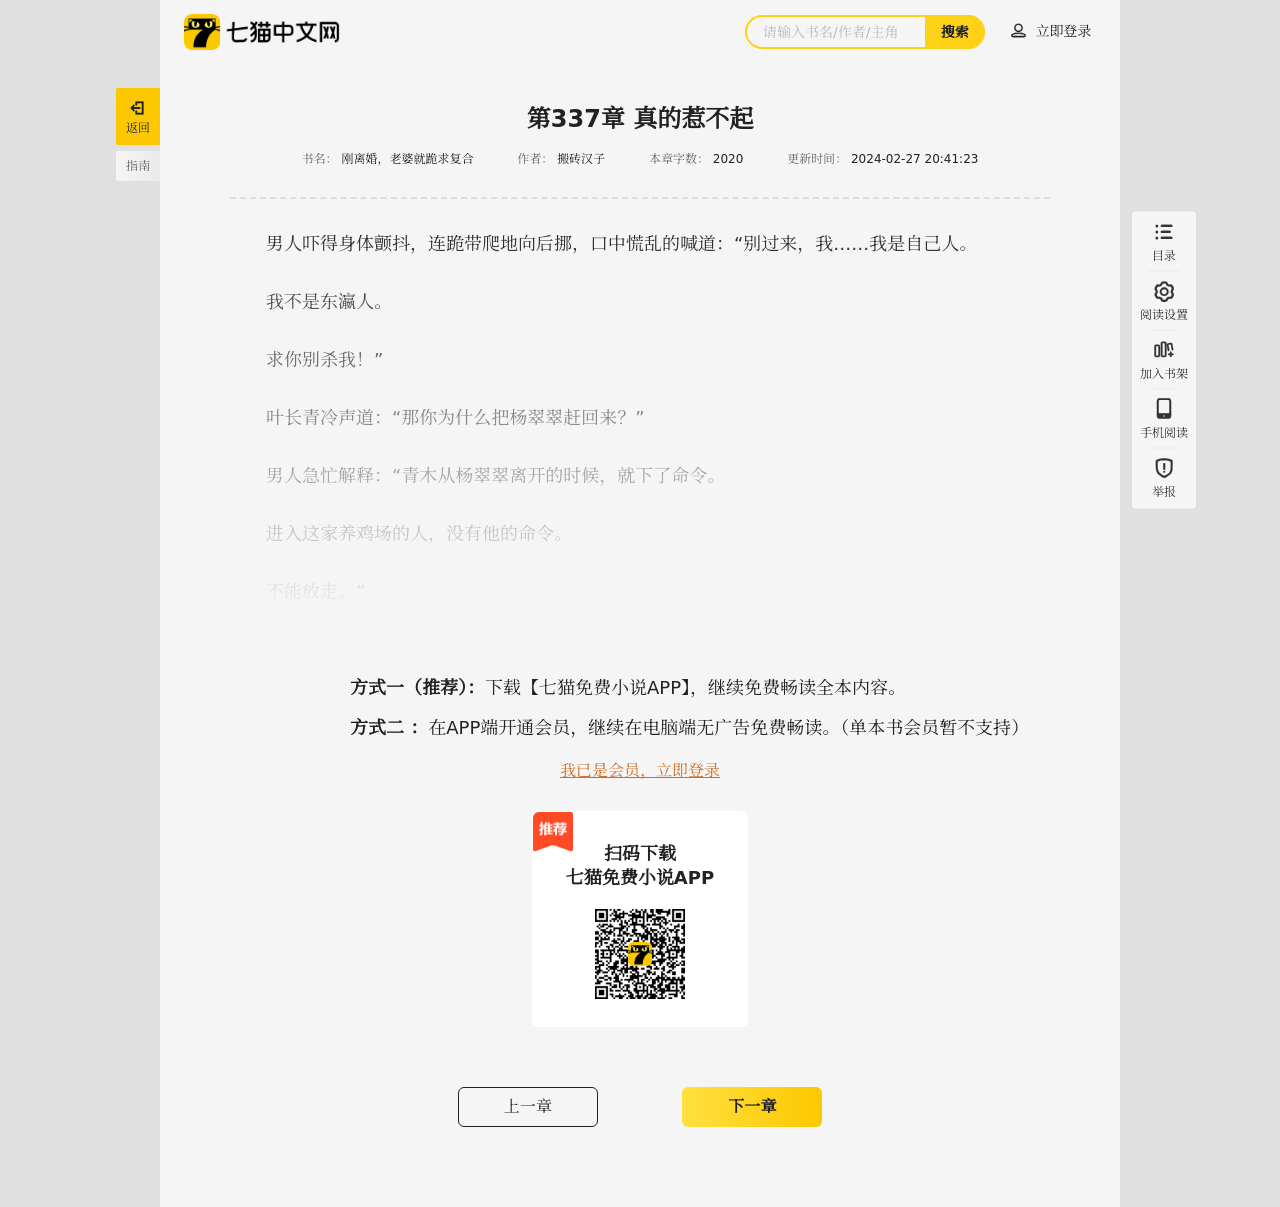 七猫中文网
请输入书名/作者/主角
搜索
立即登录
返回
指南
第337章 真的惹不起
书名： 刚离婚，老婆就跪求复合 作者： 搬砖汉子 本章字数： 2020 更新时间： 2024-02-27 20:41:23
男人吓得身体颤抖，连跪带爬地向后挪，口中慌乱的喊道：“别过来，我……我是自己人。
我不是东瀛人。
求你别杀我！”
叶长青冷声道：“那你为什么把杨翠翠赶回来？”
男人急忙解释：“青木从杨翠翠离开的时候，就下了命令。
进入这家养鸡场的人，没有他的命令。
不能放走。”
目录
阅读设置
加入书架
手机阅读
举报
方式一（推荐）：下载【七猫免费小说APP】，继续免费畅读全本内容。
方式二 ：在APP端开通会员，继续在电脑端无广告免费畅读。（单本书会员暂不支持）
我已是会员，立即登录
推荐
扫码下载
七猫免费小说APP
上一章
下一章